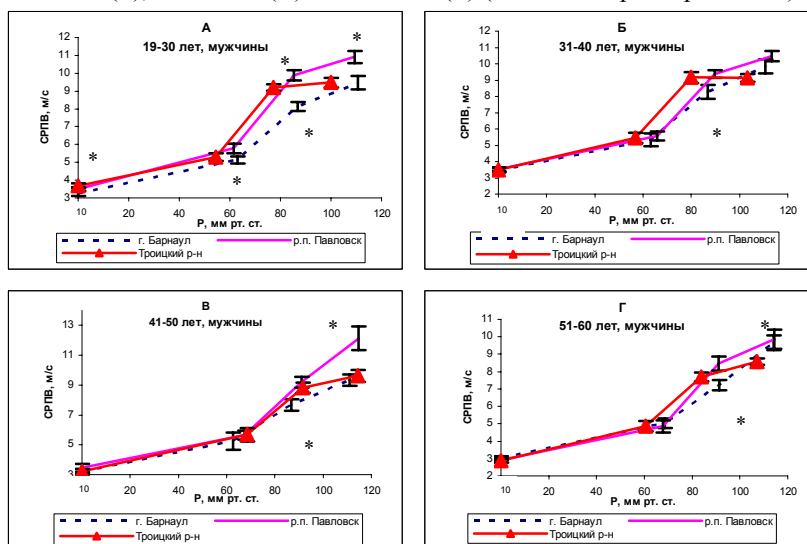 А
19-30 лет, мужчины
*
*
*
*
*
СРПВ, м/с
12
11
10
9
8
7
6
5
4
3
10 20 40 60 80 100 120
Р, мм рт. ст.
г. Барнаул р.п. Павловск
Троицкий р-н
Б
31-40 лет, мужчины
*
*
СРПВ, м/с
12
11
10
9
8
7
6
5
4
3
2
10 20 40 60 80 100 120
Р, мм рт. ст.
г. Барнаул р.п. Павловск
Троицкий р-н
В
41-50 лет, мужчины
*
*
СРПВ, м/с
13
11
9
7
5
3
10 20 40 60 80 100 120
Р, мм рт. ст.
г. Барнаул р.п. Павловск
Троицкий р-н
Г
51-60 лет, мужчины
*
*
СРПВ, м/с
11
10
9
8
7
6
5
4
3
2
10 20 40 60 80 100 120
Р, мм рт. ст.
г. Барнаул р.п. Павловск
Троицкий р-н